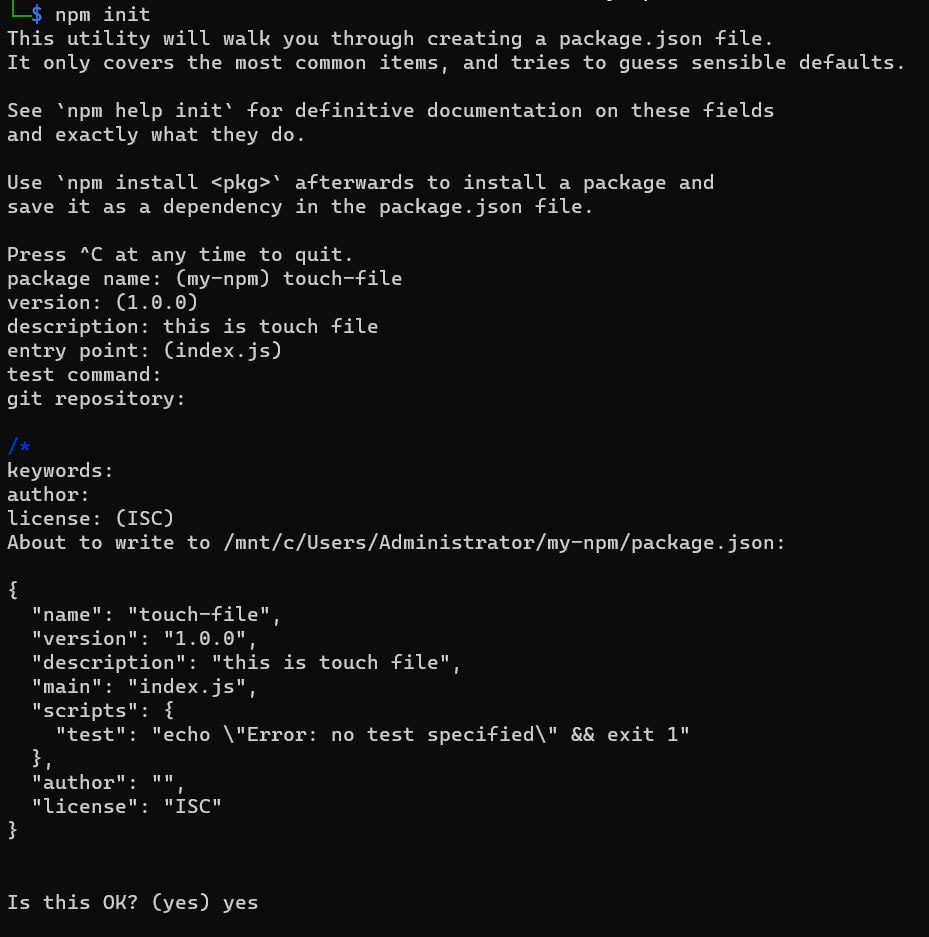 └─$ npm init
This utility will walk you through creating a package.json file.
It only covers the most common items, and tries to guess sensible defaults.
See `npm help init` for definitive documentation on these fields
and exactly what they do.
Use `npm install <pkg>` afterwards to install a package and
save it as a dependency in the package.json file.
Press ^C at any time to quit.
package name: (my-npm) touch-file
version: (1.0.0)
description: this is touch file
entry point: (index.js)
test command:
git repository:
/*
keywords:
author:
license: (ISC)
About to write to /mnt/c/Users/Administrator/my-npm/package.json:
{
  "name": "touch-file",
  "version": "1.0.0",
  "description": "this is touch file",
  "main": "index.js",
  "scripts": {
    "test": "echo \"Error: no test specified\" && exit 1"
  },
  "author": "",
  "license": "ISC"
}
Is this OK? (yes) yes